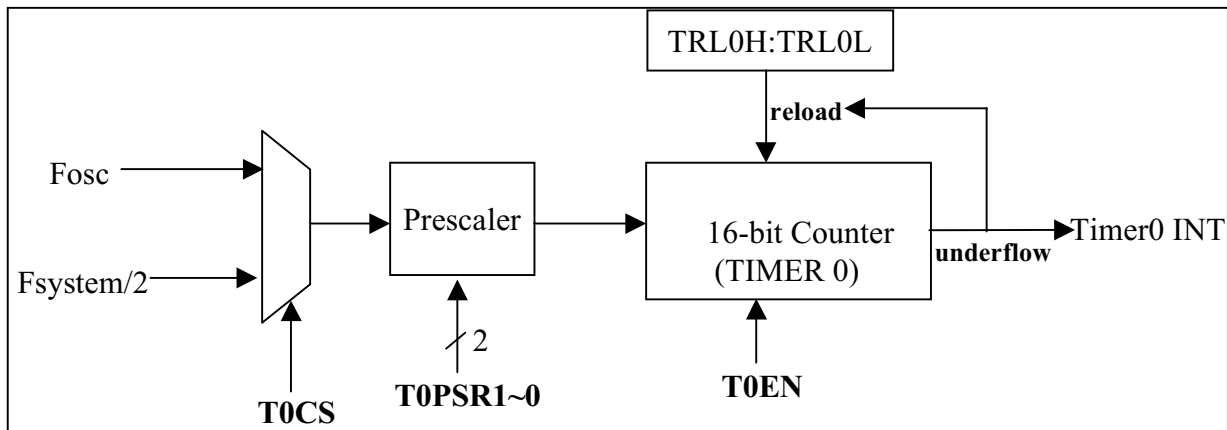 TRL0H:TRL0L
reload
Fosc
Prescaler
16-bit Counter
(TIMER 0)
Timer0 INT
underflow
Fsystem/2
2
T0CS
T0PSR1~0
T0EN